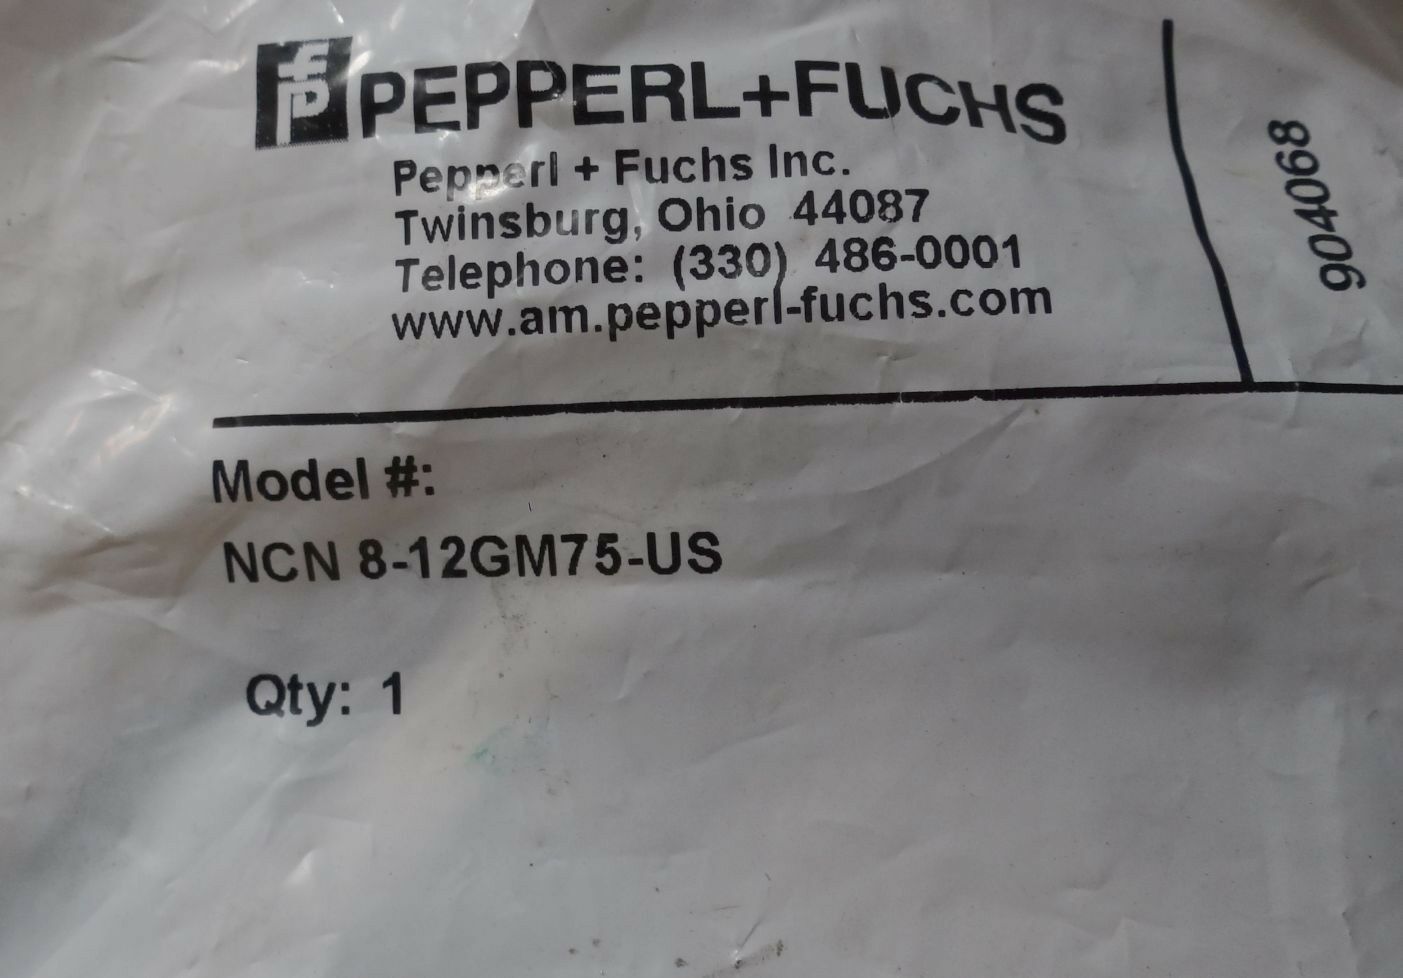 PEPPERL+FUCHS
Pepperl + Fuchs Inc.
Twinsburg, Ohio 44087
Telephone: (330) 486-0001
www.am.pepperl-fuchs.com
904068
Model #:
NCN 8-12GM75-US
Qty: 1